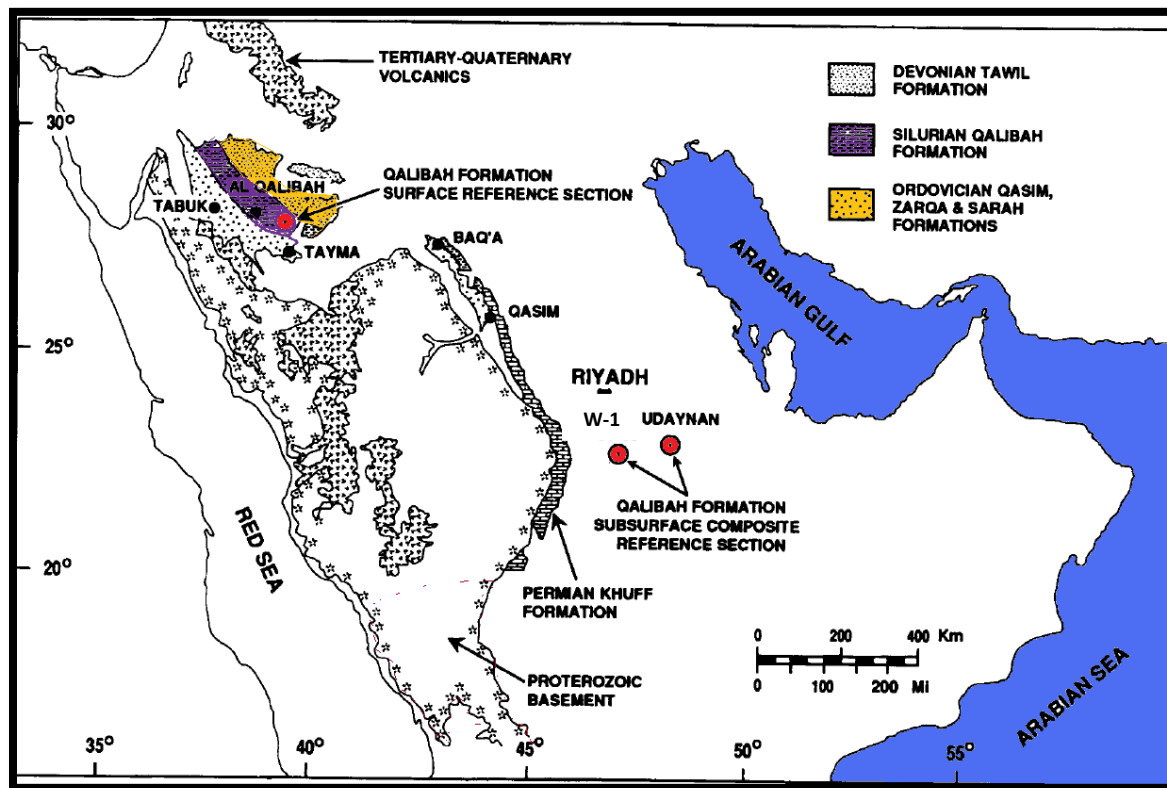 TERTIARY-QUATERNARY
VOLCANICS
DEVONIAN TAWIL
FORMATION
SILURIAN QALIBAH
FORMATION
ORDOVICIAN QASIM,
ZARQA & SARAH
FORMATIONS
30°
AL QALIBAH
QALIBAH FORMATION
SURFACE REFERENCE SECTION
TABUK
TAYMA
BAQ'A
QASIM
ARABIAN GULF
25°
RIYADH
W-1
UDAYNAN
QALIBAH FORMATION
SUBSURFACE COMPOSITE
REFERENCE SECTION
RED SEA
20°
PERMIAN KHUFF
FORMATION
PROTEROZOIC
BASEMENT
0 200 400 Km
0 100 200 Mi
ARABIAN SEA
35° 40° 45° 50° 55°